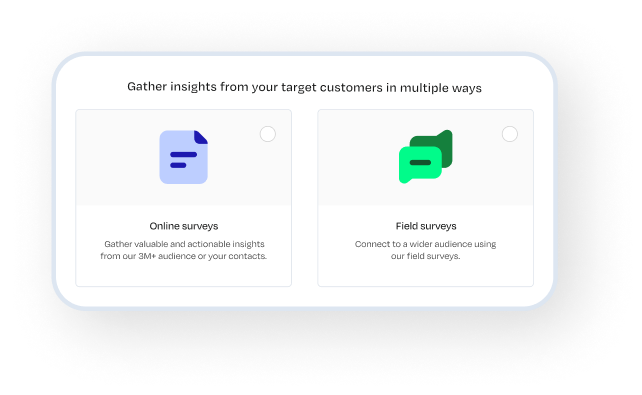 Gather insights from your target customers in multiple ways
Online surveys
Gather valuable and actionable insights
from our 3M+ audience or your contacts.
Field surveys
Connect to a wider audience using
our field surveys.